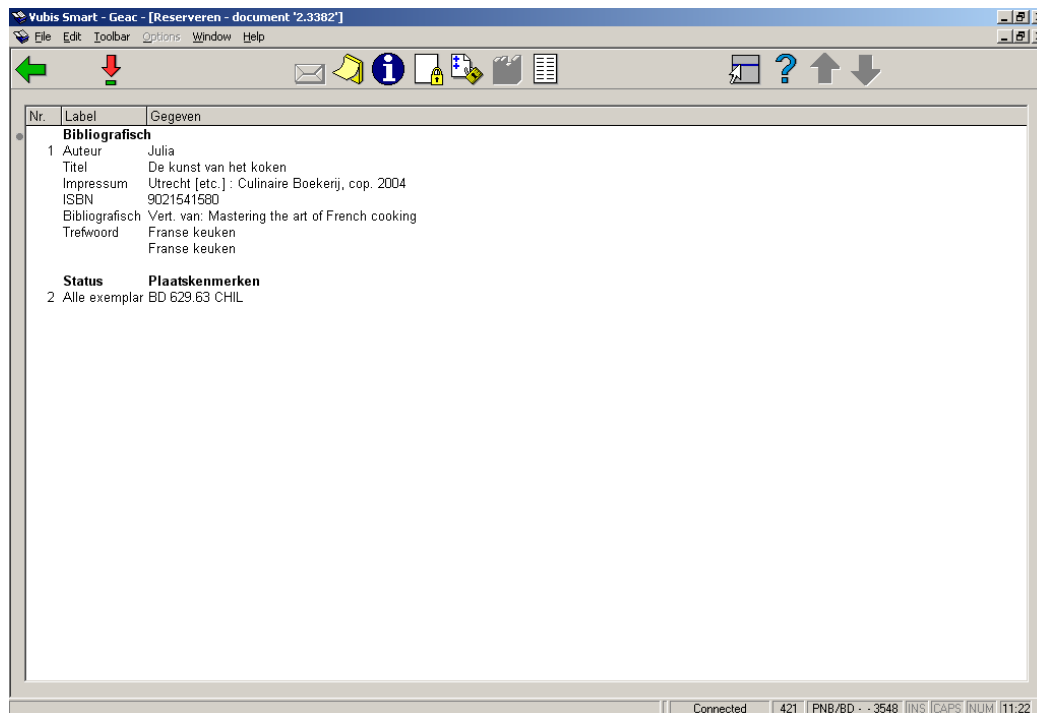 Vubis Smart - Geac - [Reserveren - document '2.3382']
File Edit Toolbar Options Window Help
Nr. Label Gegeven
Bibliografisch
1 Auteur Julia
Titel De kunst van het koken
Impressum Utrecht [etc.] : Culinaire Boekerij, cop. 2004
ISBN 9021541580
Bibliografisch Vert. van: Mastering the art of French cooking
Trefwoord Franse keuken
Franse keuken
Status Plaatskenmerken
2 Alle exemplar BD 629.63 CHIL
Connected 421 PNB/BD - - 3548 INS CAPS NUM 11:22